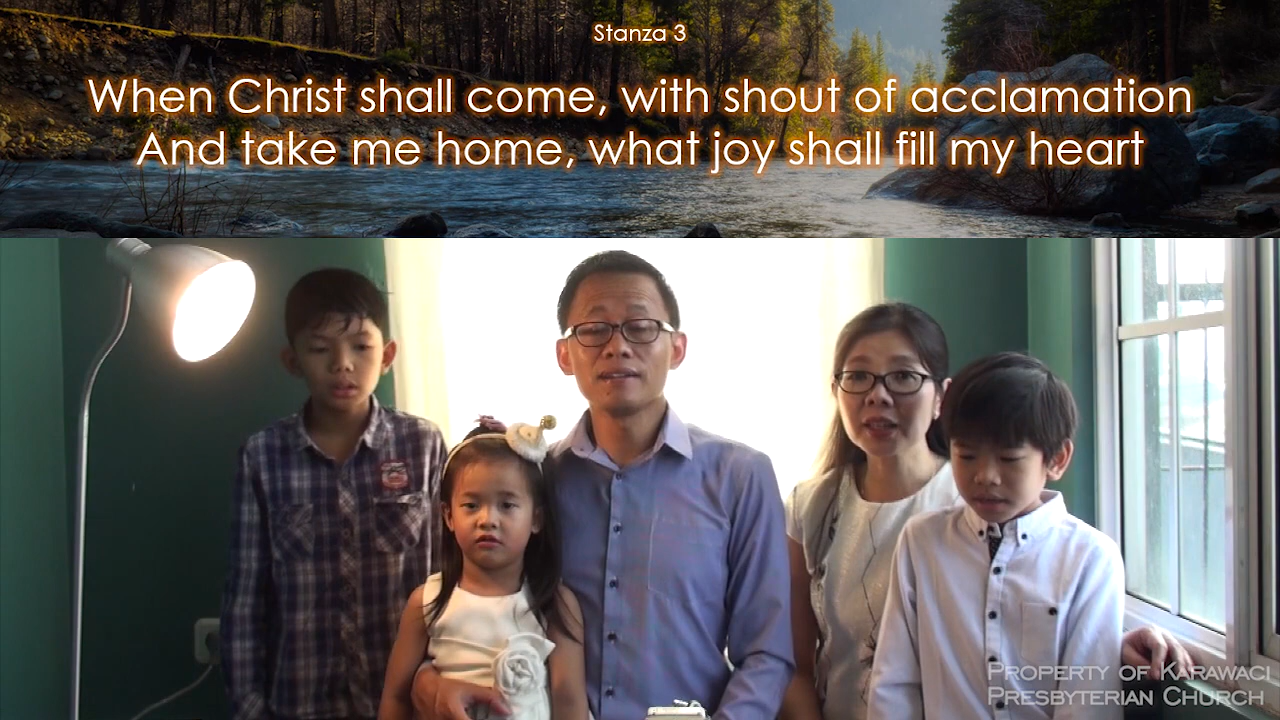 Stanza 3
When Christ shall come, with shout of acclamation
And take me home, what joy shall fill my heart
Property of Karawaci
Presbyterian Church